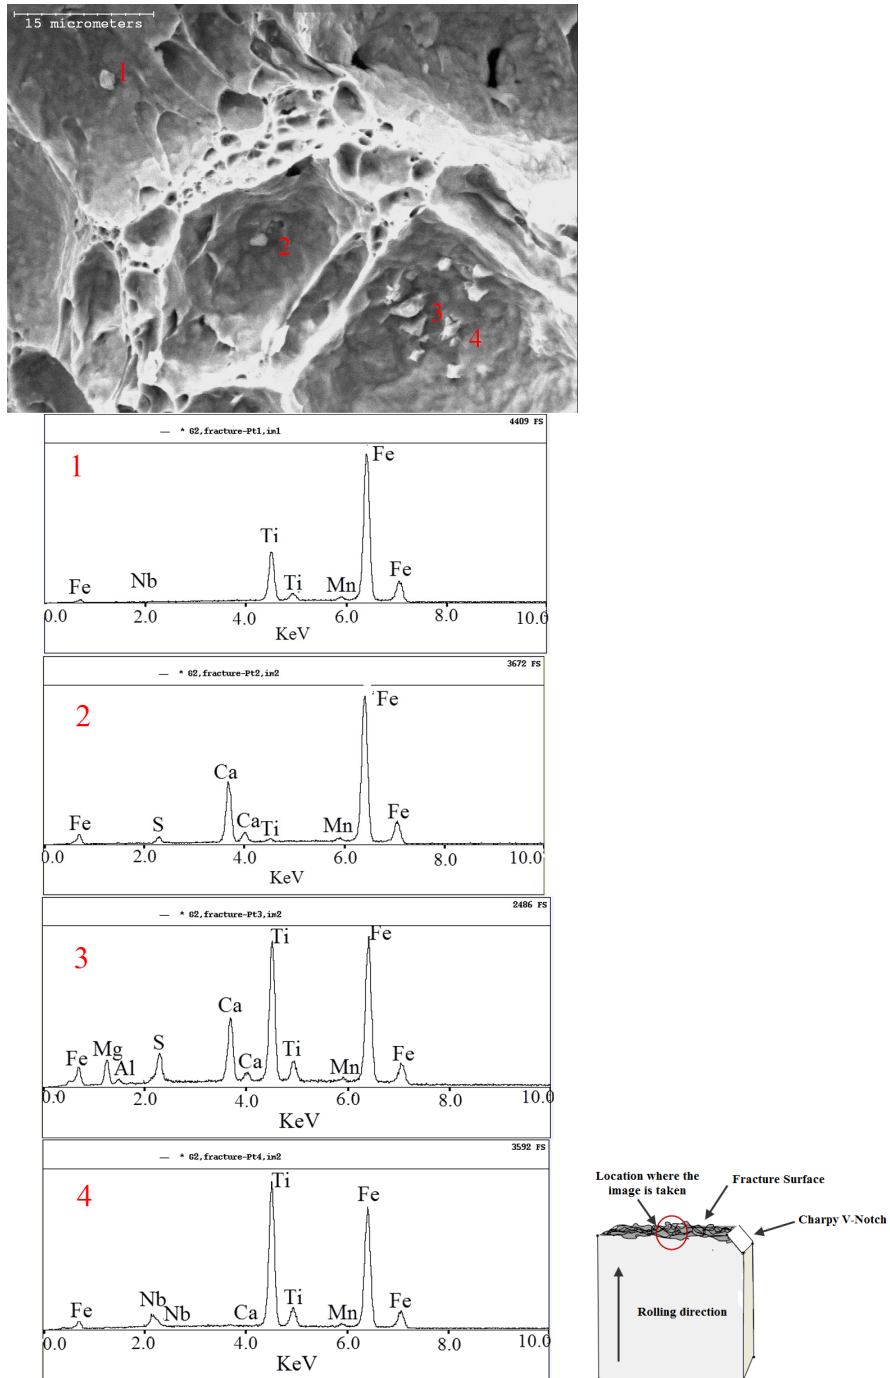 15 micrometers
1
2
3
4
4409 FS
— * G2,fracture-Pt1,im1
1
Fe
Ti
Fe
Nb
Ti
Mn
Fe
0.0 2.0 4.0 6.0 8.0 10.0
KeV
3672 FS
— * G2,fracture-Pt2,im2
2
Fe
Ca
Fe
S
Ca
Ti
Mn
Fe
0.0 2.0 4.0 6.0 8.0 10.0
KeV
2486 FS
— * G2,fracture-Pt3,im2
3
Ti
Fe
Ca
Fe
Mg
Al
S
Ca
Ti
Mn
Fe
0.0 2.0 4.0 6.0 8.0 10.0
KeV
3592 FS
— * G2,fracture-Pt4,im2
4
Ti
Fe
Fe
Nb
Nb
Ca
Ti
Mn
Fe
0.0 2.0 4.0 6.0 8.0 10.0
KeV
Location where the
image is taken
Fracture Surface
Charpy V-Notch
Rolling direction